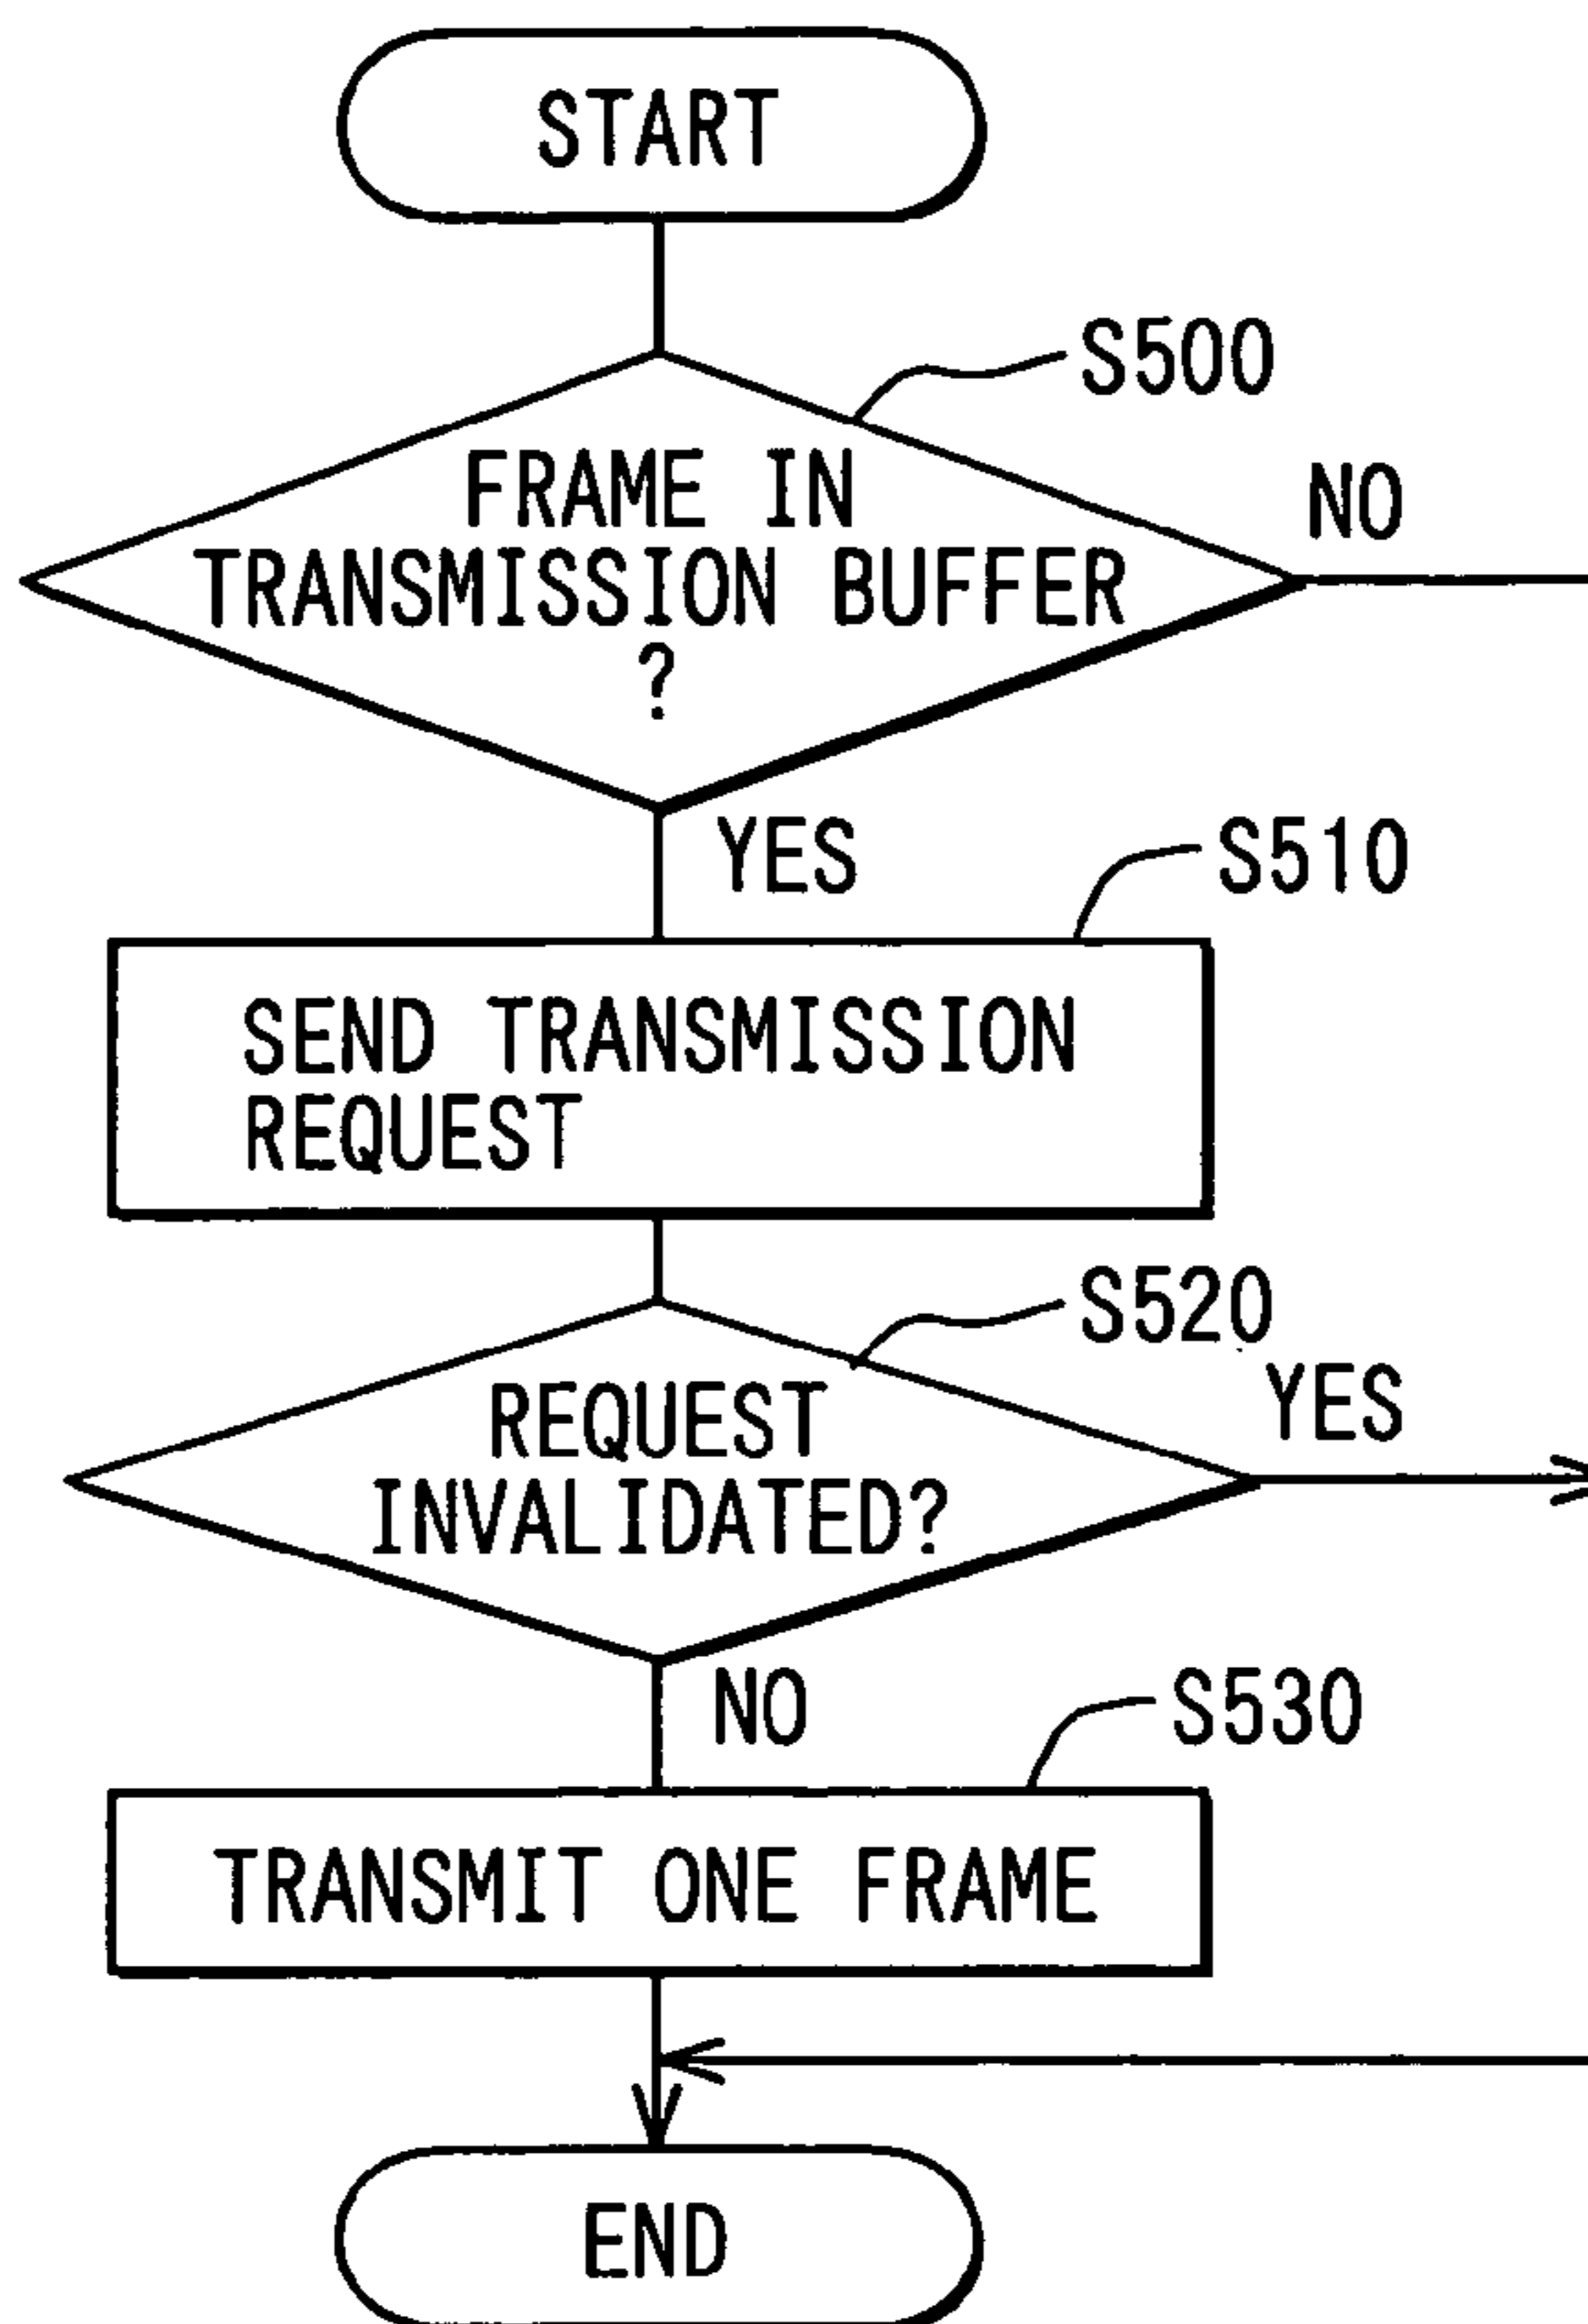 START
S500
FRAME IN
TRANSMISSION BUFFER
?
NO
YES
S510
SEND TRANSMISSION
REQUEST
S520
REQUEST
INVALIDATED?
YES
NO
S530
TRANSMIT ONE FRAME
END